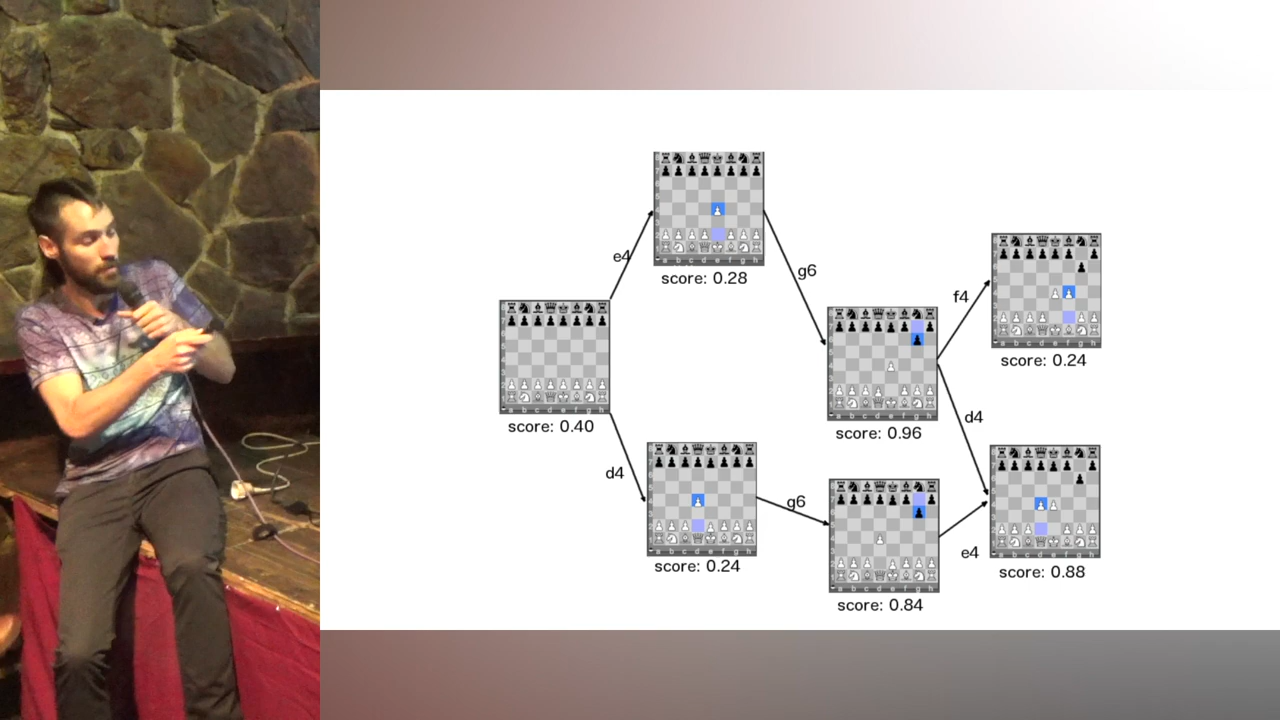 e4
score: 0.28
g6
f4
score: 0.24
score: 0.40
score: 0.96
d4
d4
g6
score: 0.24
e4
score: 0.88
score: 0.84
a b c d e f g h
a b c d e f g h
a b c d e f g h
a b c d e f g h
a b c d e f g h
a b c d e f g h
a b c d e f g h